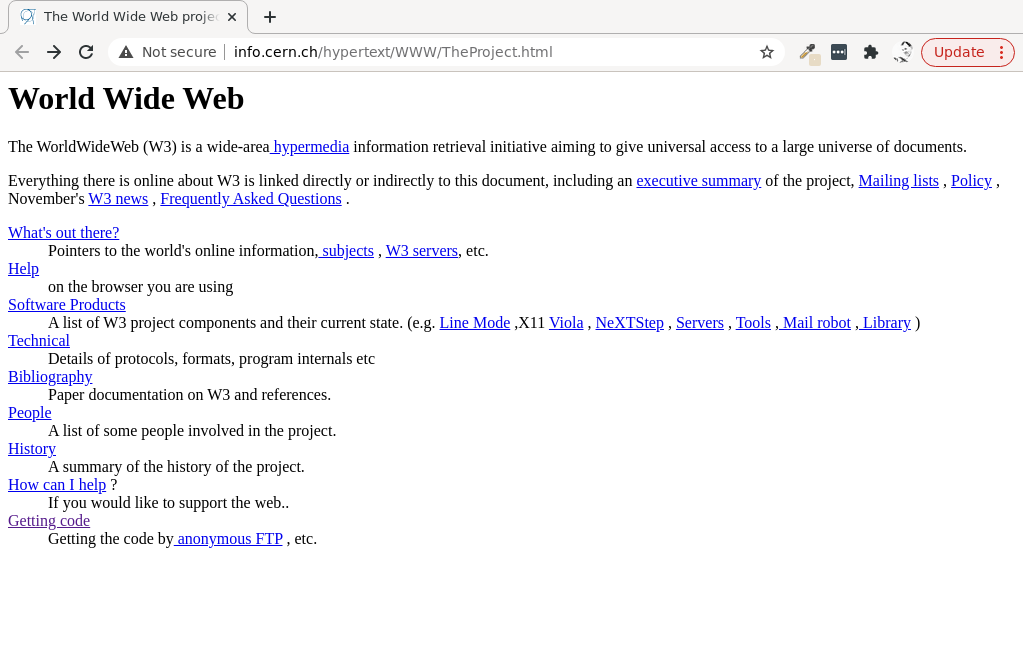 The World Wide Web projec
Not secure info.cern.ch/hypertext/WWW/TheProject.html Update
World Wide Web
The WorldWideWeb (W3) is a wide-area hypermedia information retrieval initiative aiming to give universal access to a large universe of documents.
Everything there is online about W3 is linked directly or indirectly to this document, including an executive summary of the project, Mailing lists , Policy ,
November's W3 news , Frequently Asked Questions .
What's out there?
Pointers to the world's online information, subjects , W3 servers, etc.
Help
on the browser you are using
Software Products
A list of W3 project components and their current state. (e.g. Line Mode ,X11 Viola , NeXTStep , Servers , Tools , Mail robot , Library )
Technical
Details of protocols, formats, program internals etc
Bibliography
Paper documentation on W3 and references.
People
A list of some people involved in the project.
History
A summary of the history of the project.
How can I help ?
If you would like to support the web..
Getting code
Getting the code by anonymous FTP , etc.